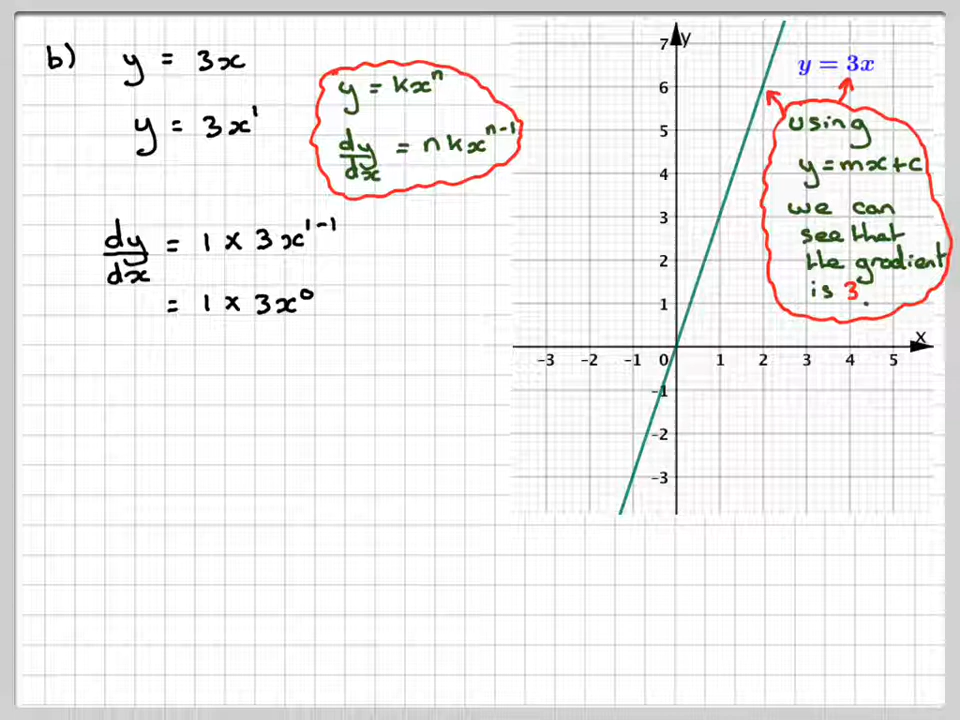 b) y = 3x
y = 3x¹
y = kxⁿ
dy/dx = nkxⁿ⁻¹
dy/dx = 1 × 3x¹⁻¹
= 1 × 3x⁰
y
7
6
5
4
3
2
1
-3 -2 -1 0 1 2 3 4 5
x
-1
-2
-3
y = 3x
using
y=mx+c
we can
see that
the gradient
is 3.